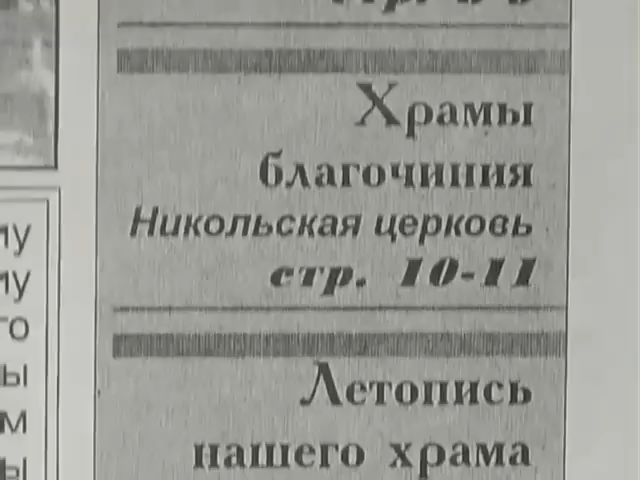 Храмы
благочиния
Никольская церковь
стр. 10-11
Летопись
нашего храма